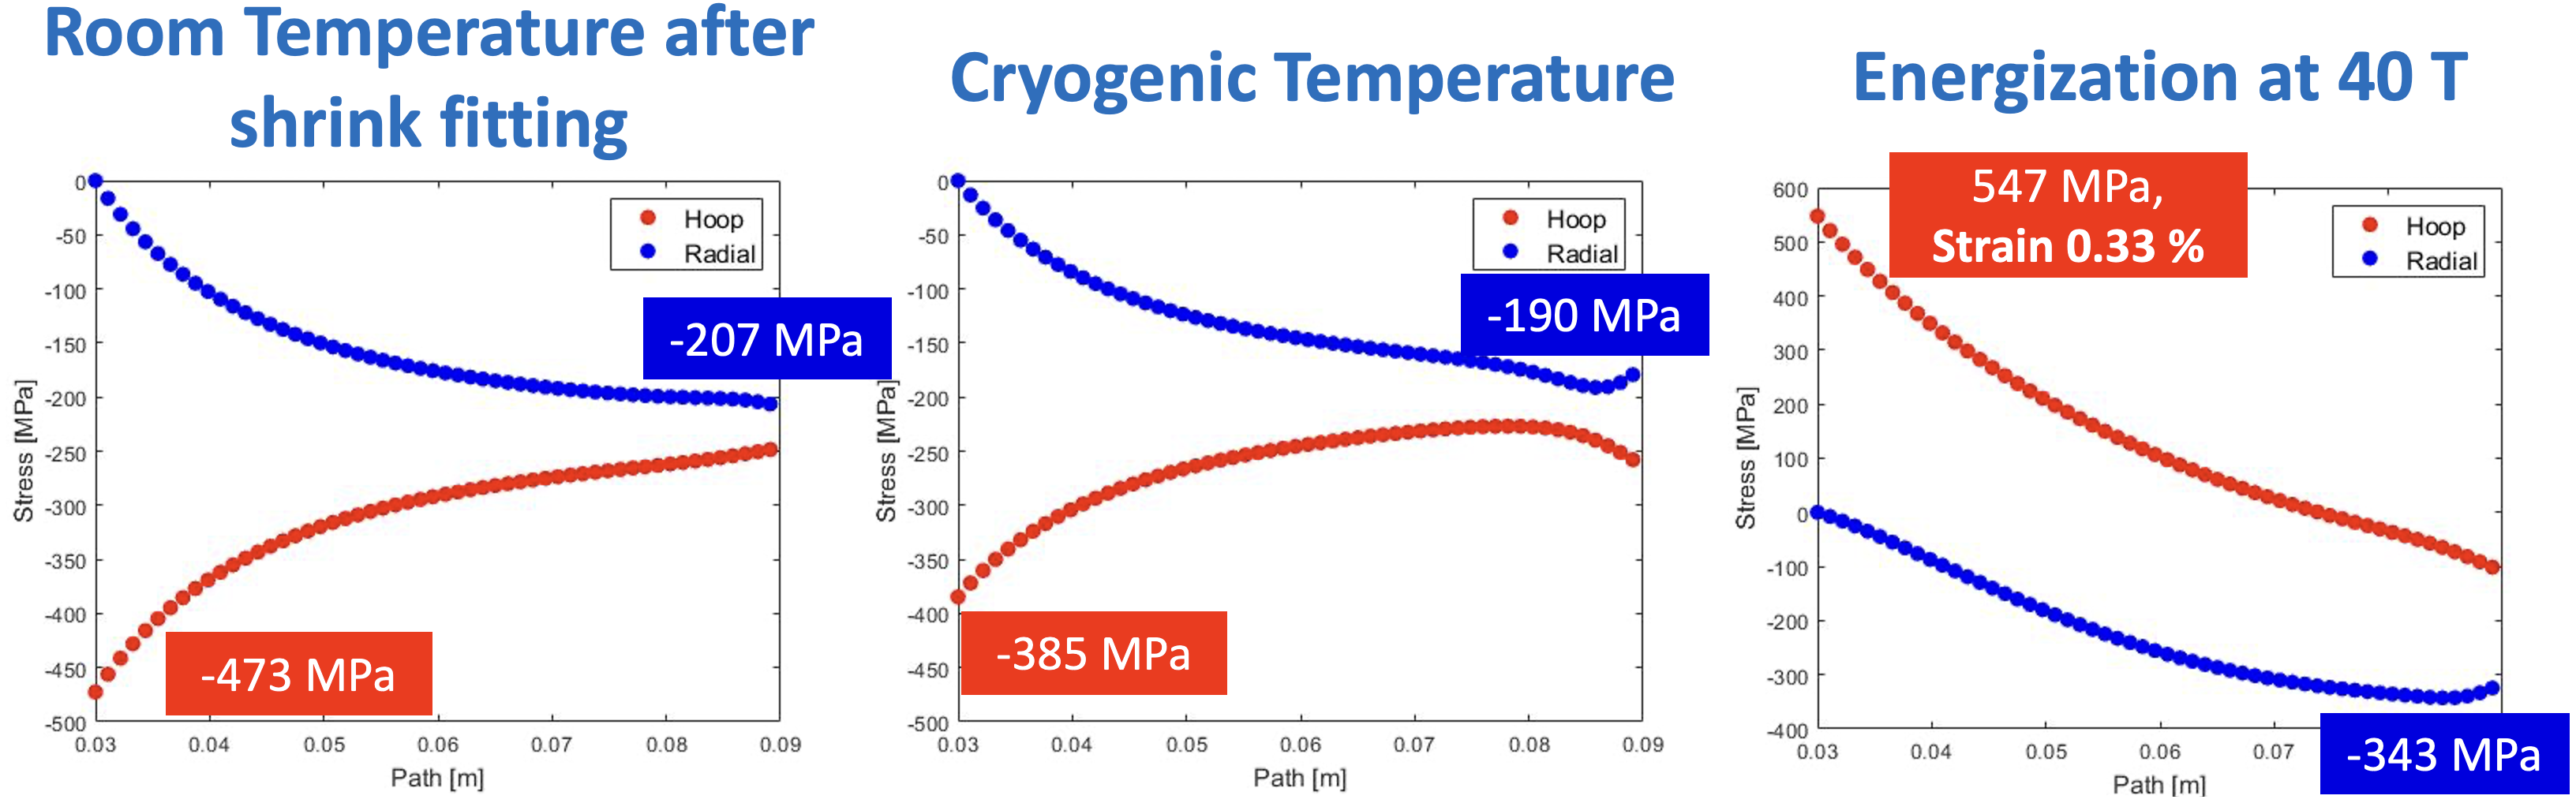 Room Temperature after
shrink fitting
0
-50
-100
-150
-200
-250
-300
-350
-400
-450
-500
Stress [MPa]
Hoop
Radial
-207 MPa
-473 MPa
0.03 0.04 0.05 0.06 0.07 0.08 0.09
Path [m]
Cryogenic Temperature
0
-50
-100
-150
-200
-250
-300
-350
-400
-450
-500
Stress [MPa]
Hoop
Radial
-190 MPa
-385 MPa
0.03 0.04 0.05 0.06 0.07 0.08 0.09
Path [m]
Energization at 40 T
600
500
400
300
200
100
0
-100
-200
-300
-400
Stress [MPa]
547 MPa,
Strain 0.33 %
Hoop
Radial
-343 MPa
0.03 0.04 0.05 0.06 0.07
Path [m]